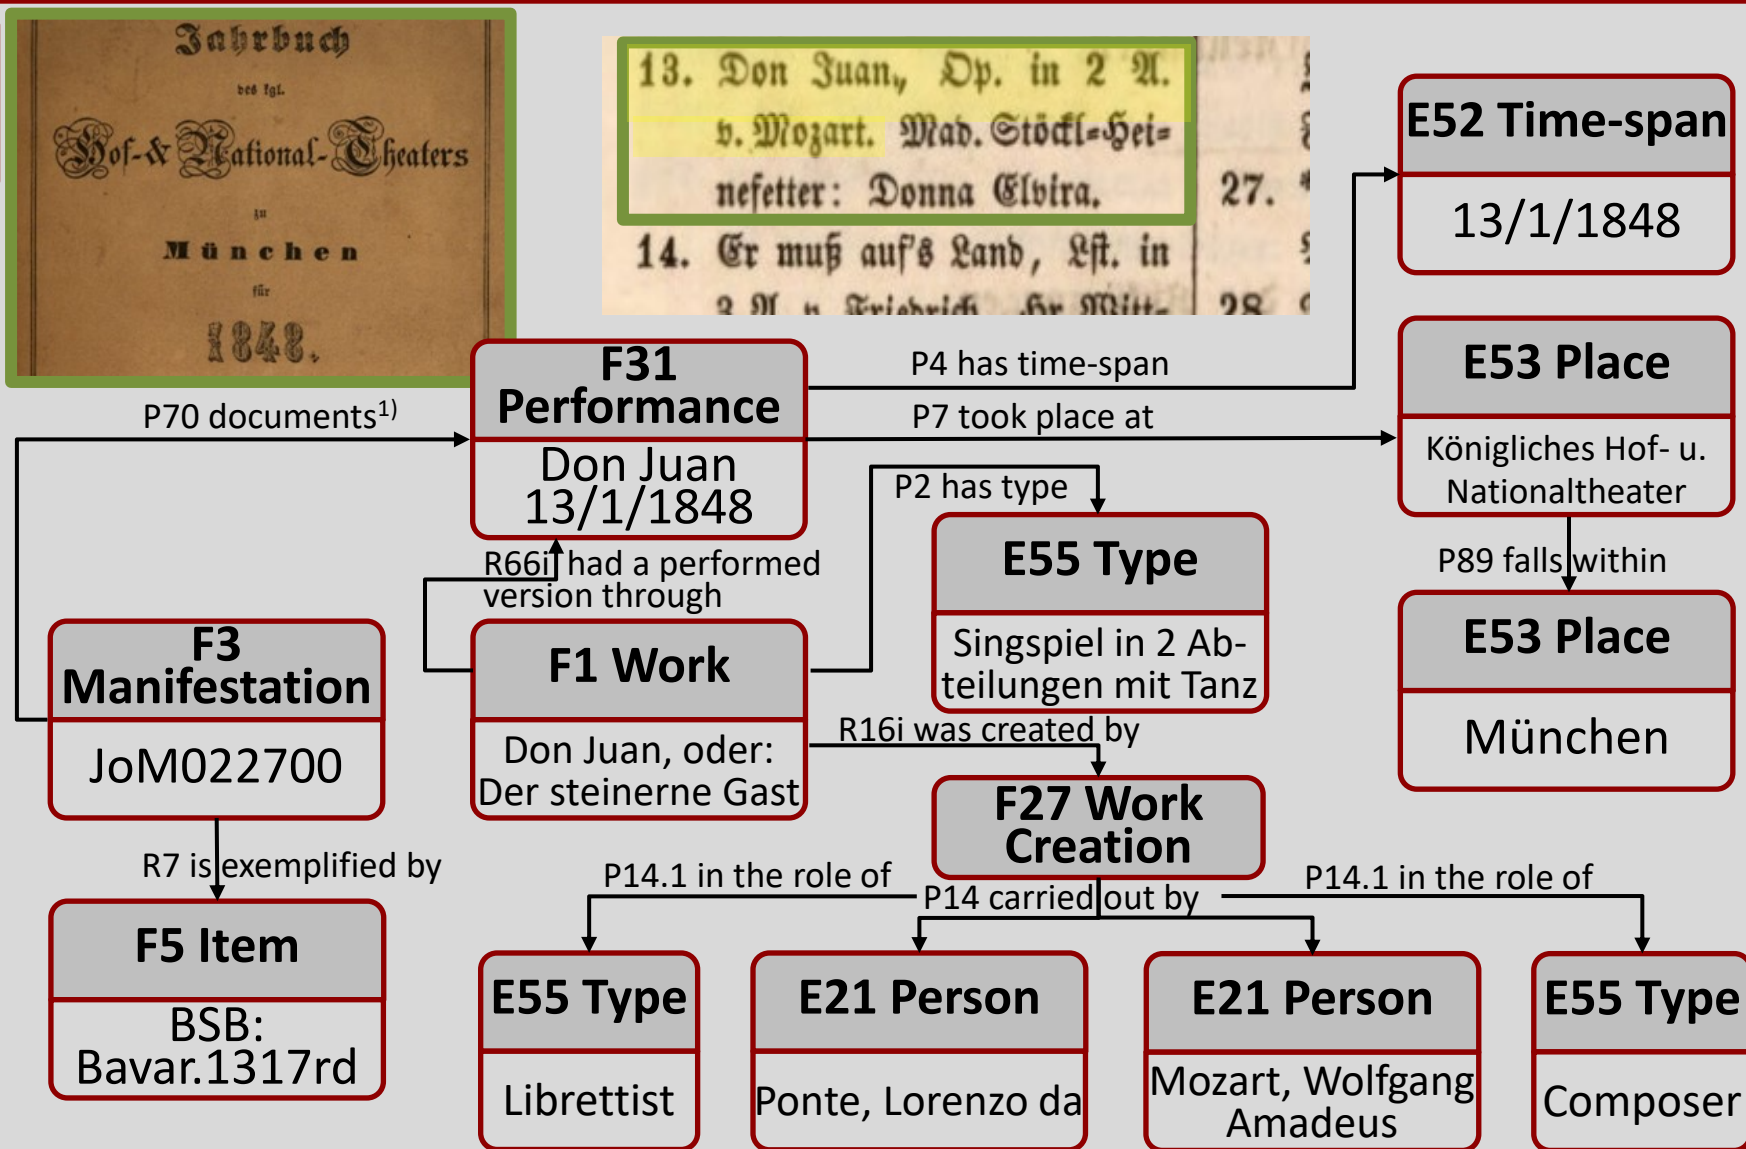 Jahrbuch
des kgl.
Hof-& National-Theaters
zu
München
für
1848.
13. Don Juan, Op. in 2 A.
v. Mozart. Mad. Stöckl-Hei-
nefetter: Donna Elvira.
14. Er muß auf's Land, Lst. in
3 A. v. Friedrich. Hr Witt-
27.
28
E52 Time-span
13/1/1848
F31
Performance
Don Juan
13/1/1848
P4 has time-span
P7 took place at
P70 documents1)
E53 Place
Königliches Hof- u.
Nationaltheater
P2 has type
E55 Type
Singspiel in 2 Ab-
teilungen mit Tanz
P89 falls within
E53 Place
München
R66i had a performed
version through
F3
Manifestation
JoM022700
F1 Work
Don Juan, oder:
Der steinerne Gast
R16i was created by
F27 Work
Creation
R7 is exemplified by
P14.1 in the role of
P14 carried out by
P14.1 in the role of
F5 Item
BSB:
Bavar.1317rd
E55 Type
Librettist
E21 Person
Ponte, Lorenzo da
E21 Person
Mozart, Wolfgang
Amadeus
E55 Type
Composer